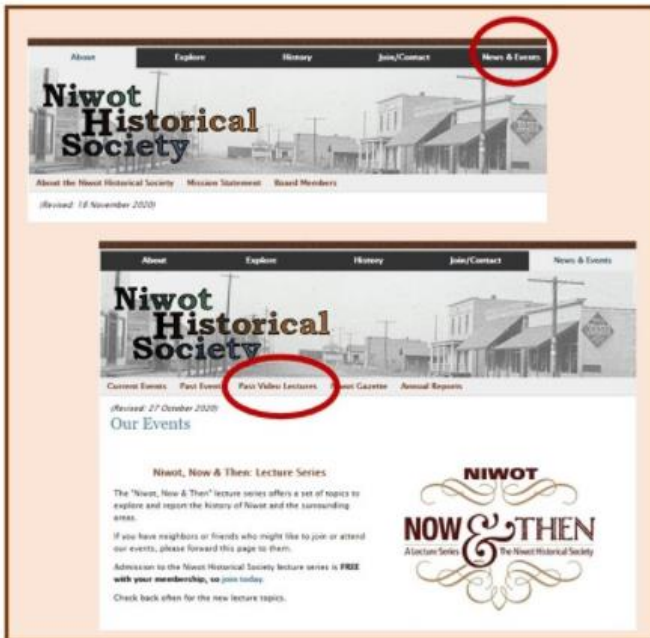 About Explore History Join/Contact News & Events
Niwot
Historical
Society
About the Niwot Historical Society Mission Statement Board Members
(Revised: 18 November 2020)
About Explore History Join/Contact News & Events
Niwot
Historical
Society
Current Events Past Event Past Video Lectures Gazette Annual Reports
(Revised: 27 October 2020)
Our Events
Niwot, Now & Then: Lecture Series
The "Niwot, Now & Then" lecture series offers a set of topics to
explore and report the history of Niwot and the surrounding
areas.
If you have neighbors or friends who might like to join or attend
our events, please forward this page to them.
Admission to the Niwot Historical Society lecture series is FREE
with your membership, so join today.
Check back often for the new lecture topics.
NIWOT
NOW & THEN
A Lecture Series The Niwot Historical Society